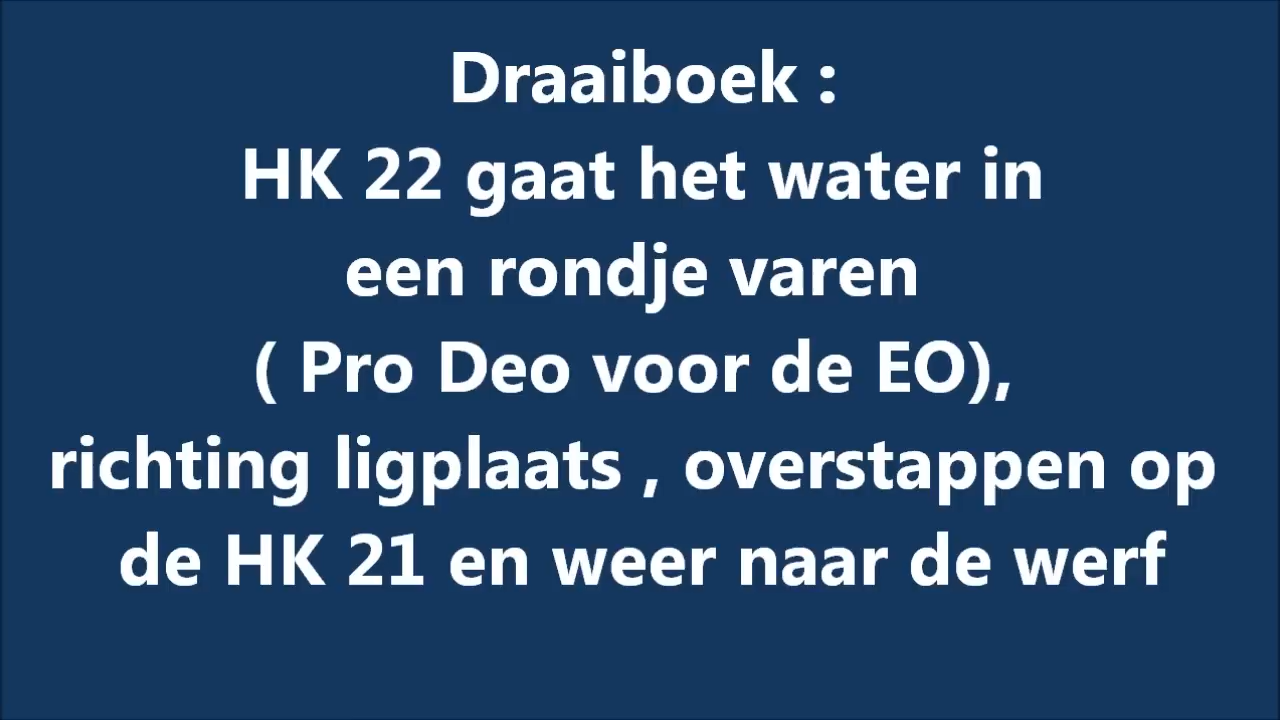 Draaiboek :
HK 22 gaat het water in
een rondje varen
( Pro Deo voor de EO),
richting ligplaats , overstappen op
de HK 21 en weer naar de werf